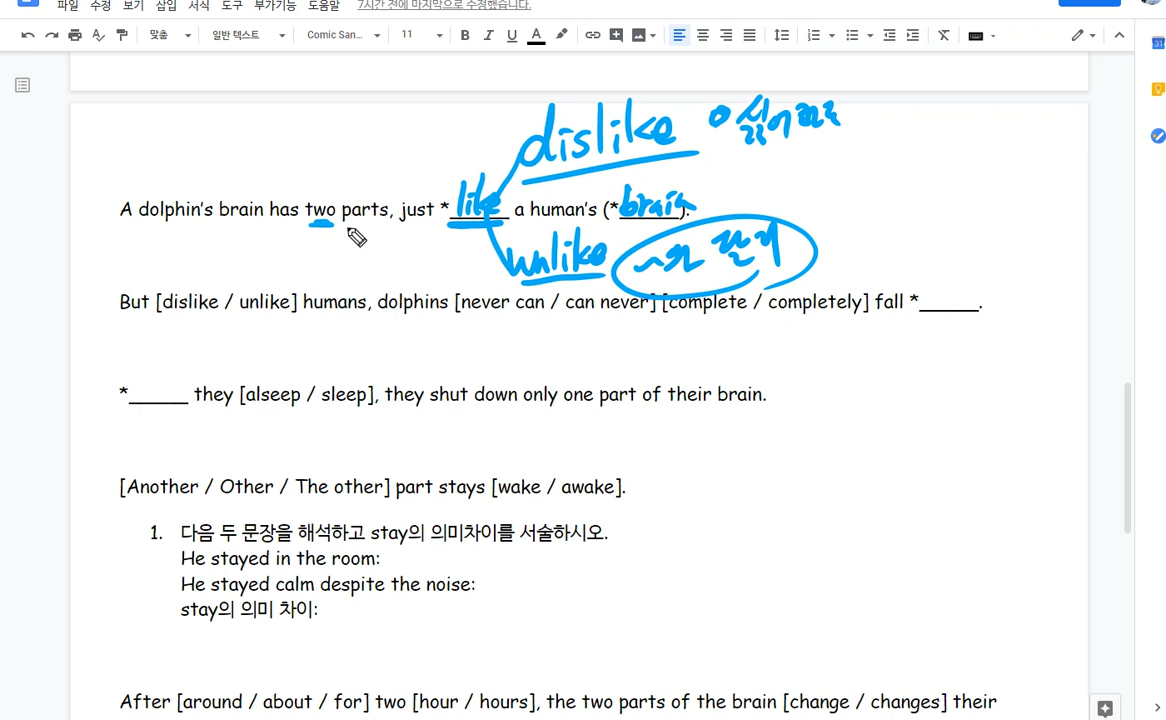 파일 수정 보기 삽입 서식 도구 부가기능 도움말 7시간 전에 마지막으로 수정했습니다.
맞춤 일반 텍스트 Comic San... 11
31
dislike 싫어하다
A dolphin's brain has two parts, just *like a human's (*brain).
unlike ~와 달리
But [dislike / unlike] humans, dolphins [never can / can never] [complete / completely] fall *______.
*______ they [alseep / sleep], they shut down only one part of their brain.
[Another / Other / The other] part stays [wake / awake].
1. 다음 두 문장을 해석하고 stay의 의미차이를 서술하시오.
He stayed in the room:
He stayed calm despite the noise:
stay의 의미 차이:
After [around / about / for] two [hour / hours], the two parts of the brain [change / changes] their